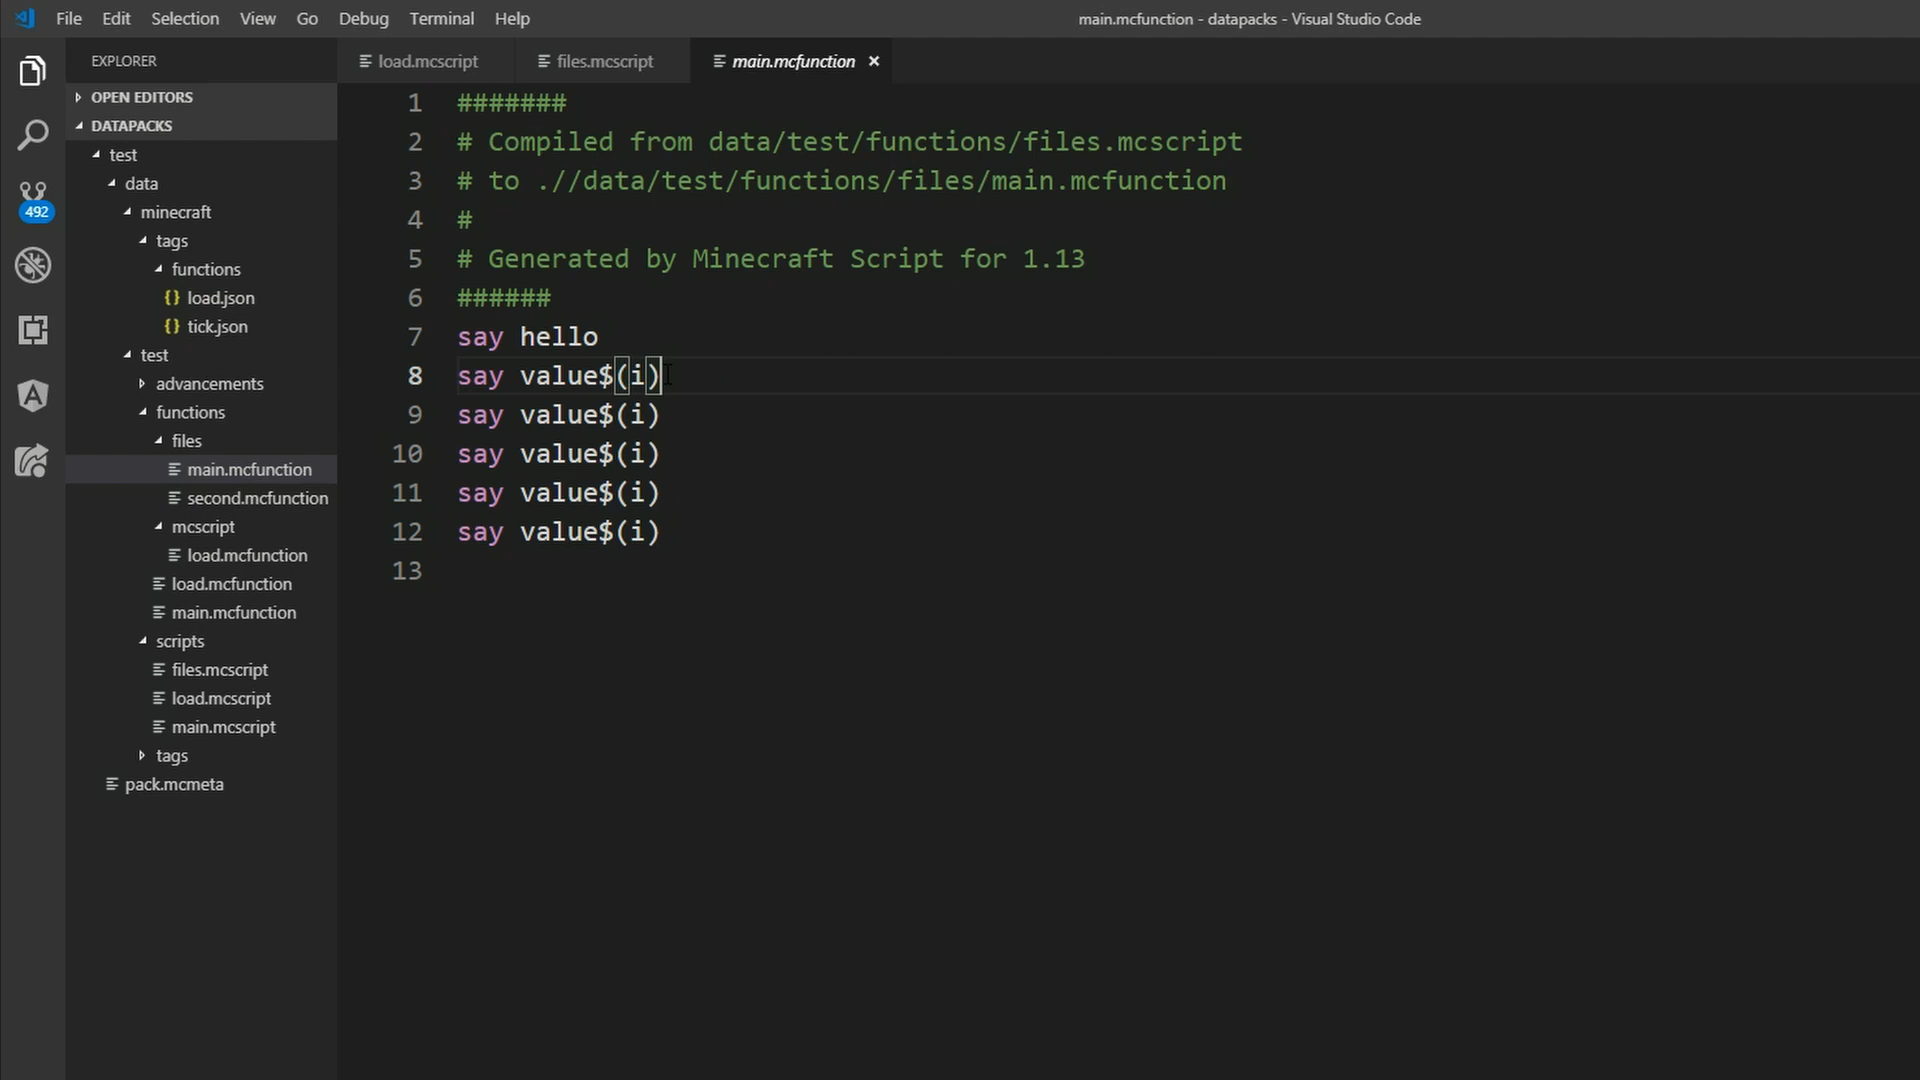 File Edit Selection View Go Debug Terminal Help
main.mcfunction - datapacks - Visual Studio Code
EXPLORER
load.mcscript
files.mcscript
main.mcfunction ×
OPEN EDITORS
DATAPACKS
test
data
minecraft
tags
functions
{} load.json
{} tick.json
test
advancements
functions
files
main.mcfunction
second.mcfunction
mcscript
load.mcfunction
load.mcfunction
main.mcfunction
scripts
files.mcscript
load.mcscript
main.mcscript
tags
pack.mcmeta
492
1 #######
2 # Compiled from data/test/functions/files.mcscript
3 # to .//data/test/functions/files/main.mcfunction
4 #
5 # Generated by Minecraft Script for 1.13
6 ######
7 say hello
8 say value$(i)
9 say value$(i)
10 say value$(i)
11 say value$(i)
12 say value$(i)
13